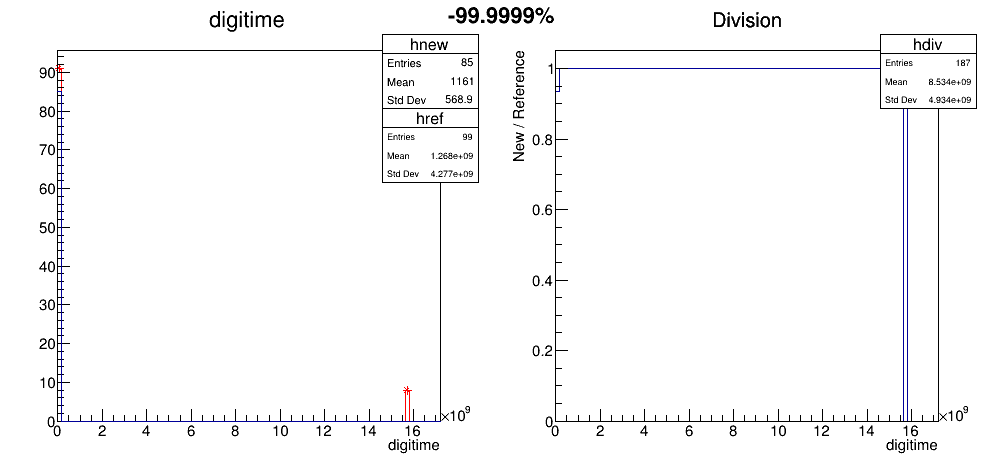 -99.9999%
digitime
hnew
Entries 85
Mean 1161
Std Dev 568.9
href
Entries 99
Mean 1.268e+09
Std Dev 4.277e+09
90
80
70
60
50
40
30
20
10
0
0 2 4 6 8 10 12 14 16
×10⁹
digitime
Division
hdiv
Entries 187
Mean 8.534e+09
Std Dev 4.934e+09
New / Reference
1
0.8
0.6
0.4
0.2
0
0 2 4 6 8 10 12 14 16
×10⁹
digitime